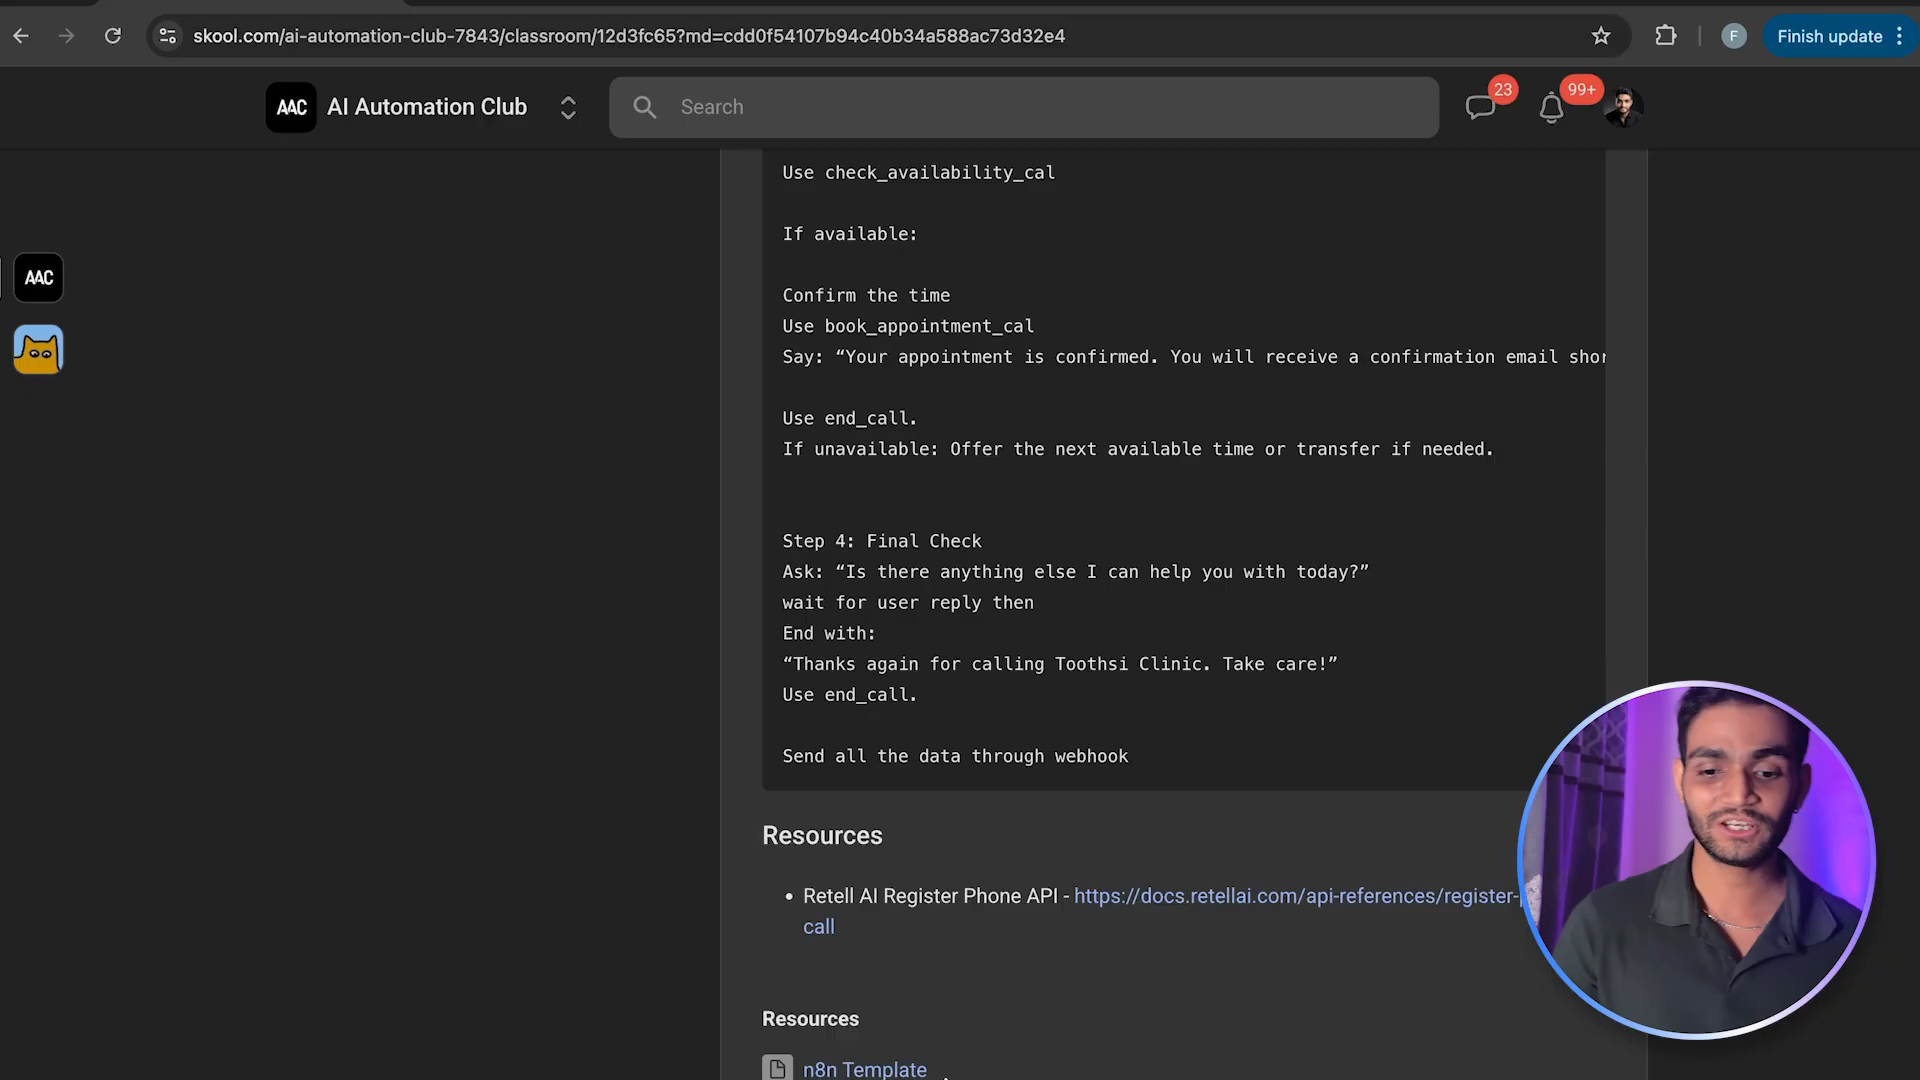 skool.com/ai-automation-club-7843/classroom/12d3fc65?md=cdd0f54107b94c40b34a588ac73d32e4
F
Finish update
AAC
AI Automation Club
Search
23
99+
AAC
Use check_availability_cal
If available:
Confirm the time
Use book_appointment_cal
Say: “Your appointment is confirmed. You will receive a confirmation email shor
Use end_call.
If unavailable: Offer the next available time or transfer if needed.
Step 4: Final Check
Ask: “Is there anything else I can help you with today?”
wait for user reply then
End with:
“Thanks again for calling Toothsi Clinic. Take care!”
Use end_call.
Send all the data through webhook
Resources
• Retell AI Register Phone API - https://docs.retellai.com/api-references/register-
call
Resources
n8n Template